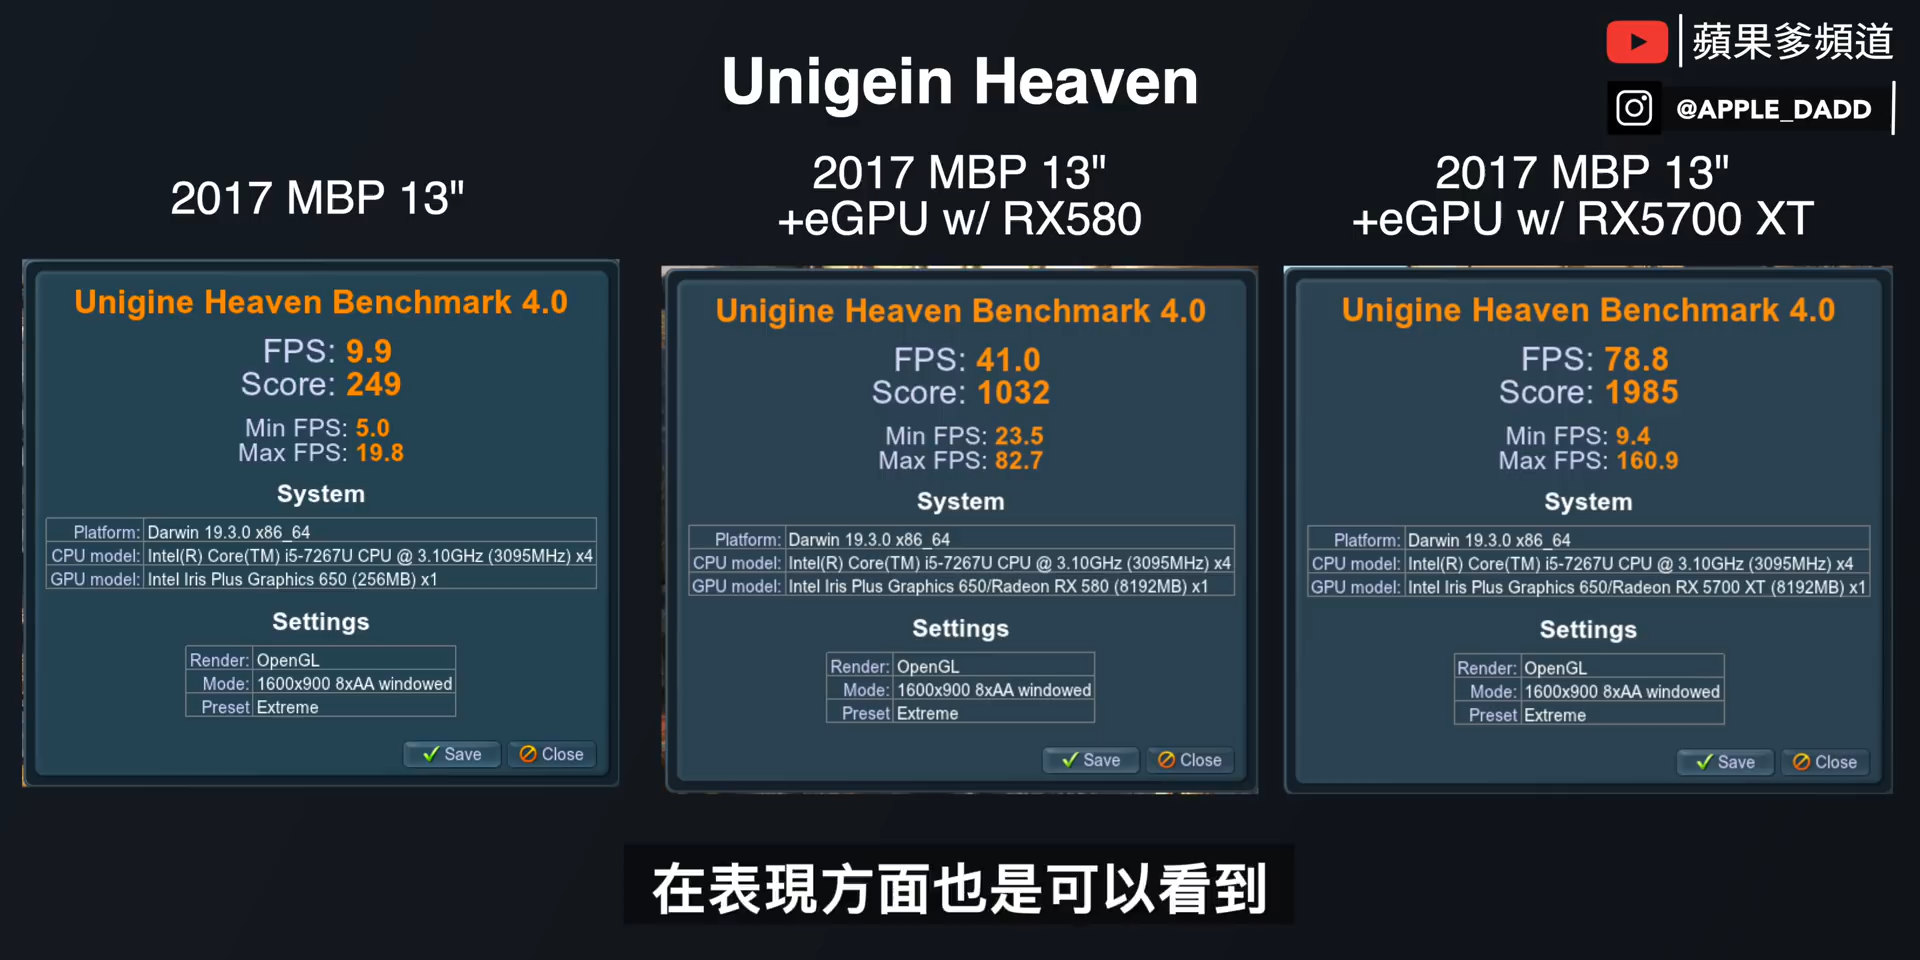 蘋果爹頻道
@APPLE_DADD
Unigein Heaven
2017 MBP 13"
Unigine Heaven Benchmark 4.0
FPS: 9.9
Score: 249
Min FPS: 5.0
Max FPS: 19.8
System
Platform: Darwin 19.3.0 x86_64
CPU model: Intel(R) Core(TM) i5-7267U CPU @ 3.10GHz (3095MHz) x4
GPU model: Intel Iris Plus Graphics 650 (256MB) x1
Settings
Render: OpenGL
Mode: 1600x900 8xAA windowed
Preset Extreme
Save Close
2017 MBP 13"
+eGPU w/ RX580
Unigine Heaven Benchmark 4.0
FPS: 41.0
Score: 1032
Min FPS: 23.5
Max FPS: 82.7
System
Platform: Darwin 19.3.0 x86_64
CPU model: Intel(R) Core(TM) i5-7267U CPU @ 3.10GHz (3095MHz) x4
GPU model: Intel Iris Plus Graphics 650/Radeon RX 580 (8192MB) x1
Settings
Render: OpenGL
Mode: 1600x900 8xAA windowed
Preset Extreme
Save Close
2017 MBP 13"
+eGPU w/ RX5700 XT
Unigine Heaven Benchmark 4.0
FPS: 78.8
Score: 1985
Min FPS: 9.4
Max FPS: 160.9
System
Platform: Darwin 19.3.0 x86_64
CPU model: Intel(R) Core(TM) i5-7267U CPU @ 3.10GHz (3095MHz) x4
GPU model: Intel Iris Plus Graphics 650/Radeon RX 5700 XT (8192MB) x1
Settings
Render: OpenGL
Mode: 1600x900 8xAA windowed
Preset Extreme
Save Close
在表現方面也是可以看到